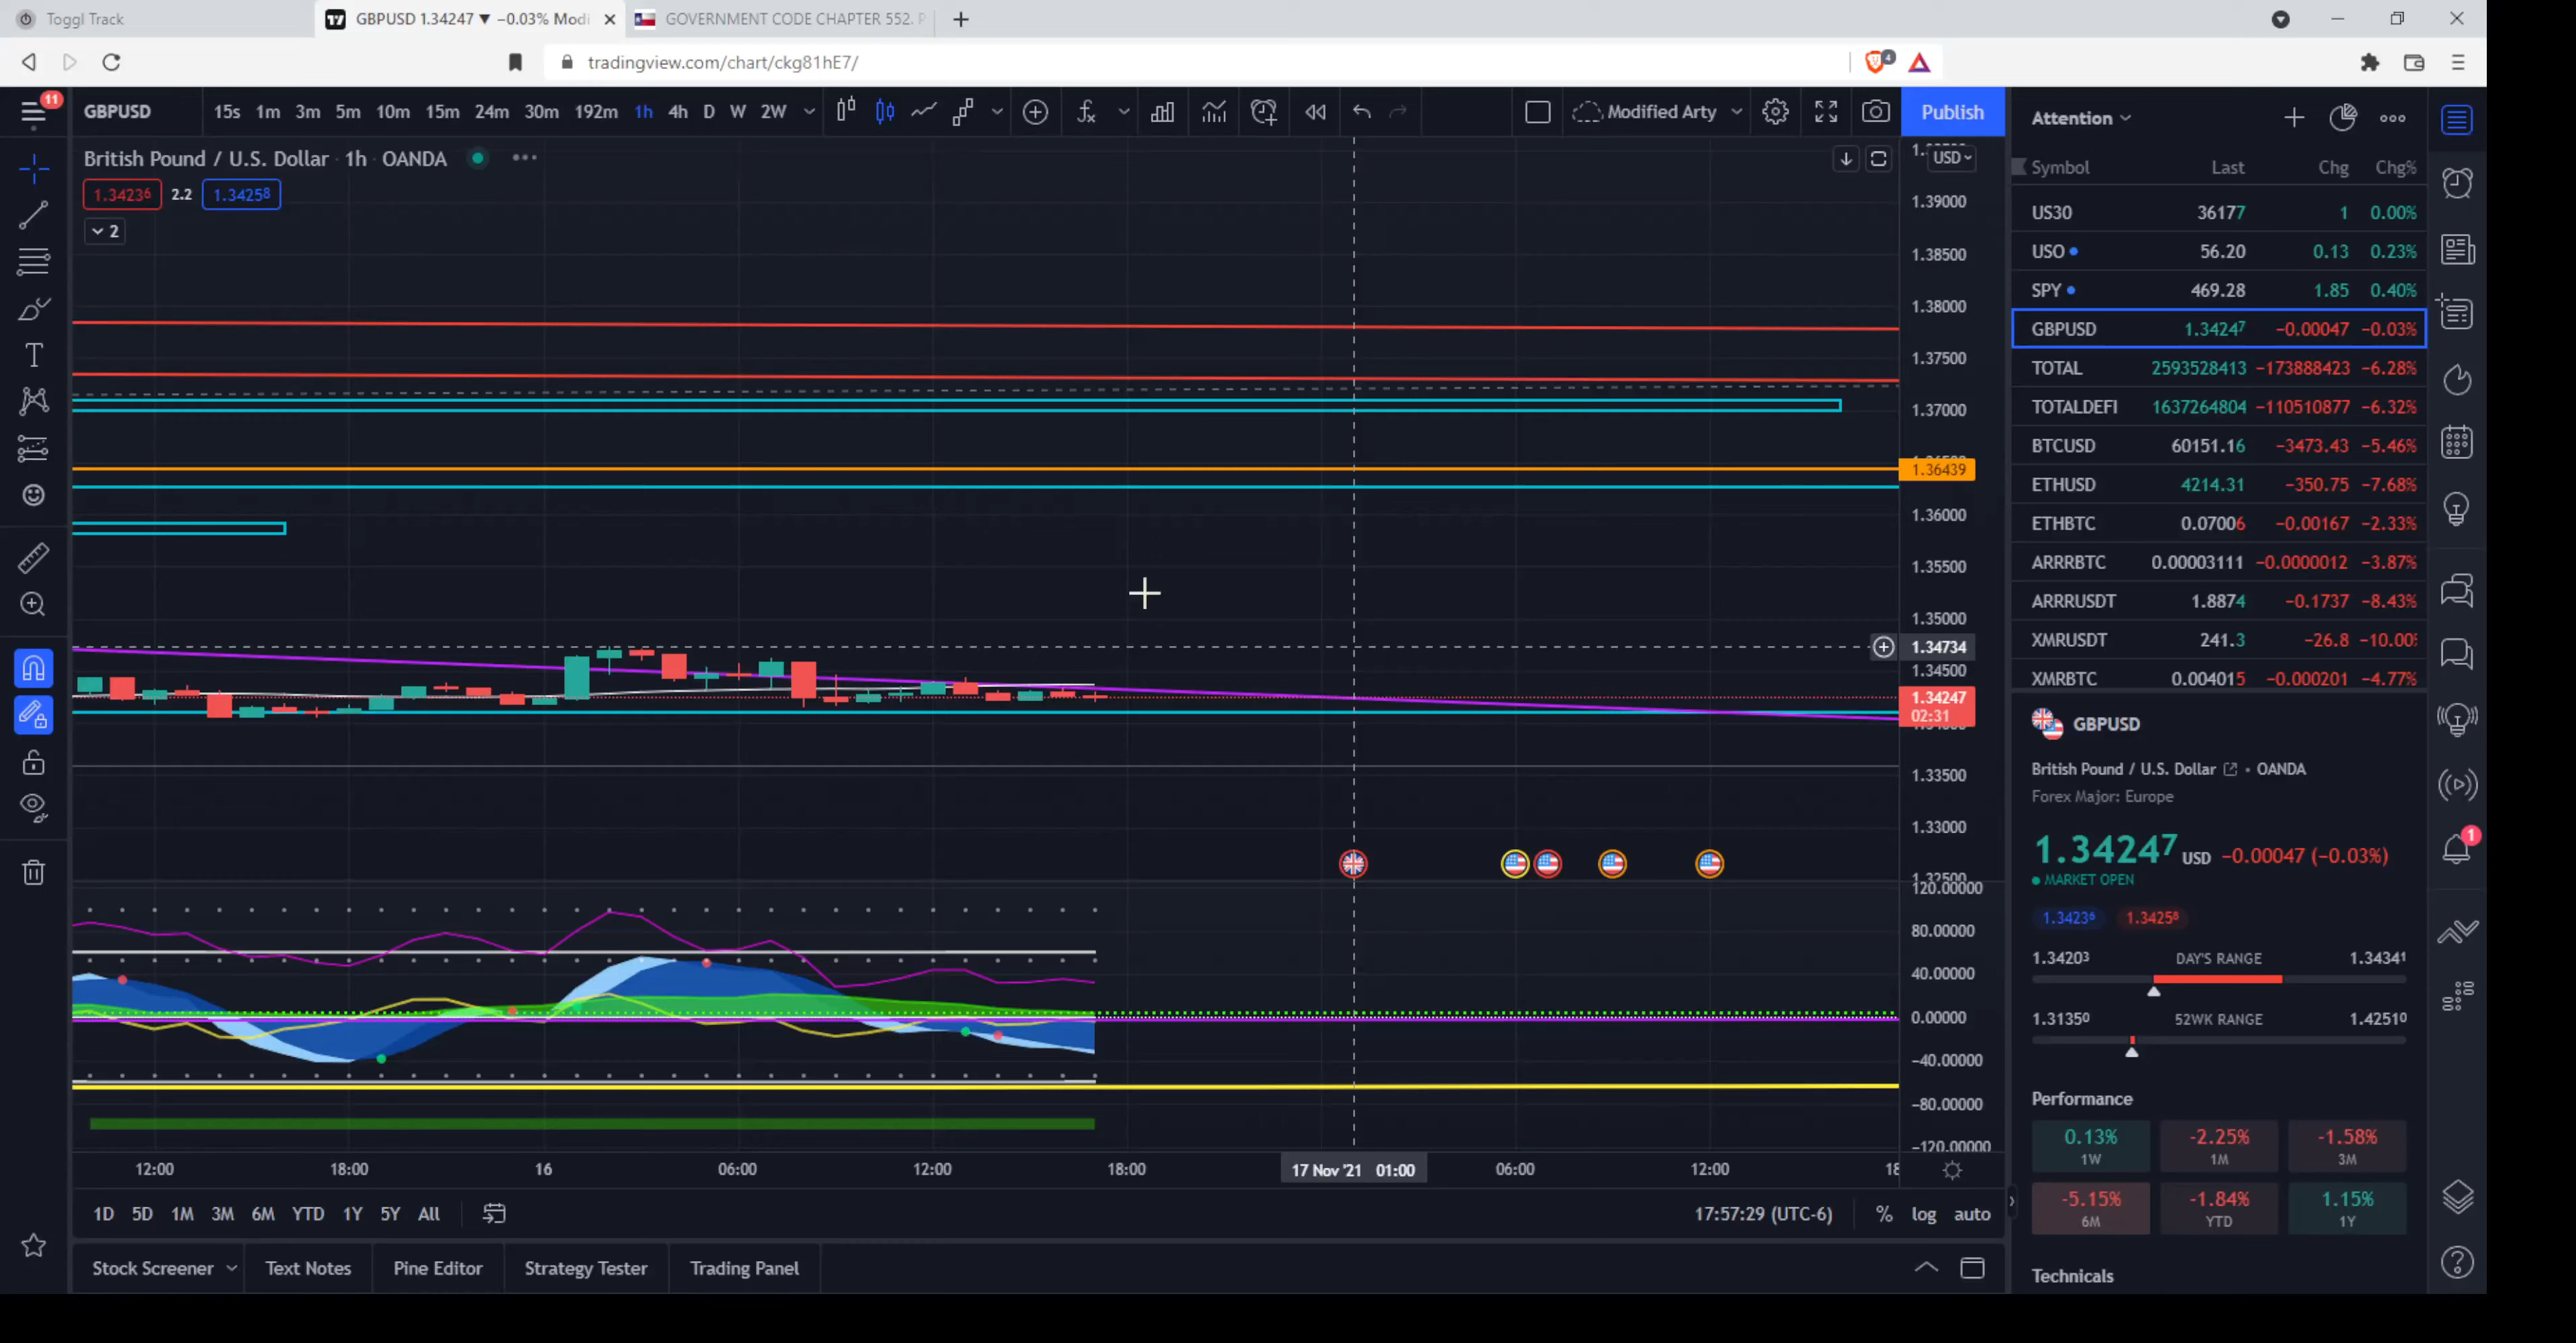 Toggl Track
GBPUSD 1.34247 ▼ −0.03% Modi
GOVERNMENT CODE CHAPTER 552. P
tradingview.com/chart/ckg81hE7/
4
11
GBPUSD
15s 1m 3m 5m 10m 15m 24m 30m 192m 1h 4h D W 2W
Modified Arty
Publish
British Pound / U.S. Dollar · 1h · OANDA
1.34236 2.2 1.34258
2
USD
1.39000
1.38500
1.38000
1.37500
1.37000
1.36439
1.36000
1.35500
1.35000
1.34734
1.34500
1.34247
02:31
1.33500
1.33000
1.32500
120.00000
80.00000
40.00000
0.00000
−40.00000
−80.00000
−120.00000
12:00 18:00 16 06:00 12:00 18:00 17 Nov '21 01:00 06:00 12:00 18
1D 5D 1M 3M 6M YTD 1Y 5Y All
17:57:29 (UTC-6) % log auto
Stock Screener Text Notes Pine Editor Strategy Tester Trading Panel
Attention
Symbol Last Chg Chg%
US30 36177 1 0.00%
USO 56.20 0.13 0.23%
SPY 469.28 1.85 0.40%
GBPUSD 1.34247 −0.00047 −0.03%
TOTAL 2593528413 −173888423 −6.28%
TOTALDEFI 1637264804 −110510877 −6.32%
BTCUSD 60151.16 −3473.43 −5.46%
ETHUSD 4214.31 −350.75 −7.68%
ETHBTC 0.07006 −0.00167 −2.33%
ARRRBTC 0.00003111 −0.0000012 −3.87%
ARRRUSDT 1.8874 −0.1737 −8.43%
XMRUSDT 241.3 −26.8 −10.00%
XMRBTC 0.004015 −0.000201 −4.77%
GBPUSD
British Pound / U.S. Dollar • OANDA
Forex Major: Europe
1.34247 USD −0.00047 (−0.03%)
MARKET OPEN
1.34236 1.34258
1.34203 DAY'S RANGE 1.34341
1.31350 52WK RANGE 1.42510
Performance
0.13% -2.25% -1.58%
1W 1M 3M
-5.15% -1.84% 1.15%
6M YTD 1Y
Technicals
1